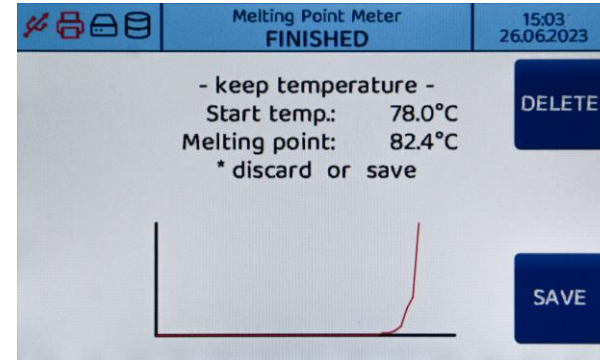 Melting Point Meter
FINISHED
15:03
26.06.2023
- keep temperature -
Start temp.: 78.0°C
Melting point: 82.4°C
* discard or save
DELETE
SAVE